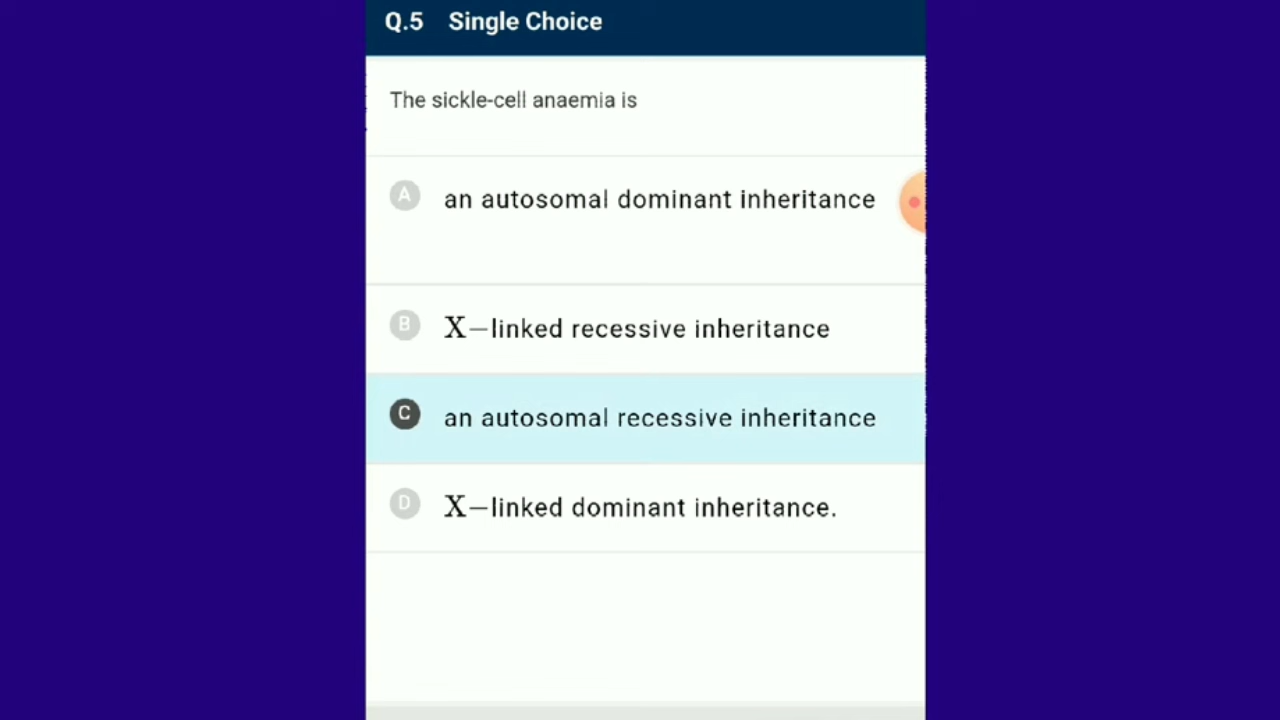 Q.5 Single Choice
The sickle-cell anaemia is
A an autosomal dominant inheritance
B X–linked recessive inheritance
C an autosomal recessive inheritance
D X–linked dominant inheritance.